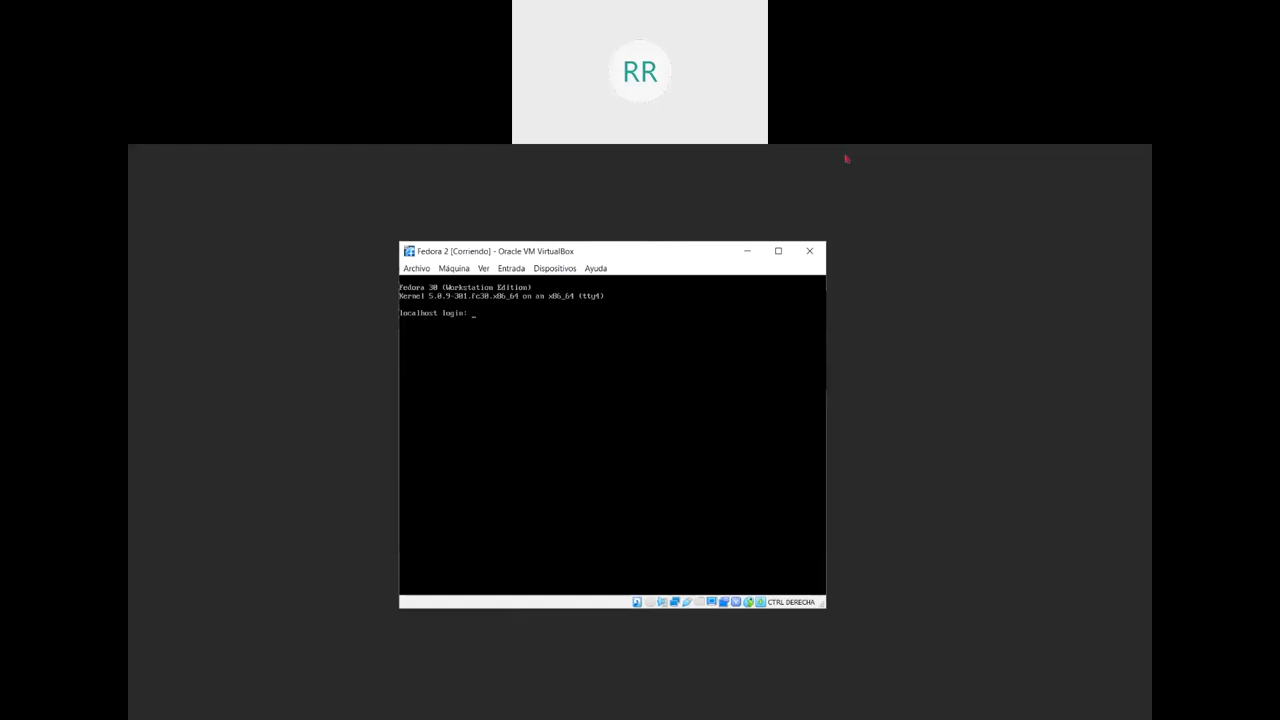 RR
Fedora 2 [Corriendo] - Oracle VM VirtualBox
Archivo Máquina Ver Entrada Dispositivos Ayuda
Fedora 30 (Workstation Edition)
Kernel 5.0.9-301.fc30.x86_64 on an x86_64 (tty4)
localhost login: _
CTRL DERECHA